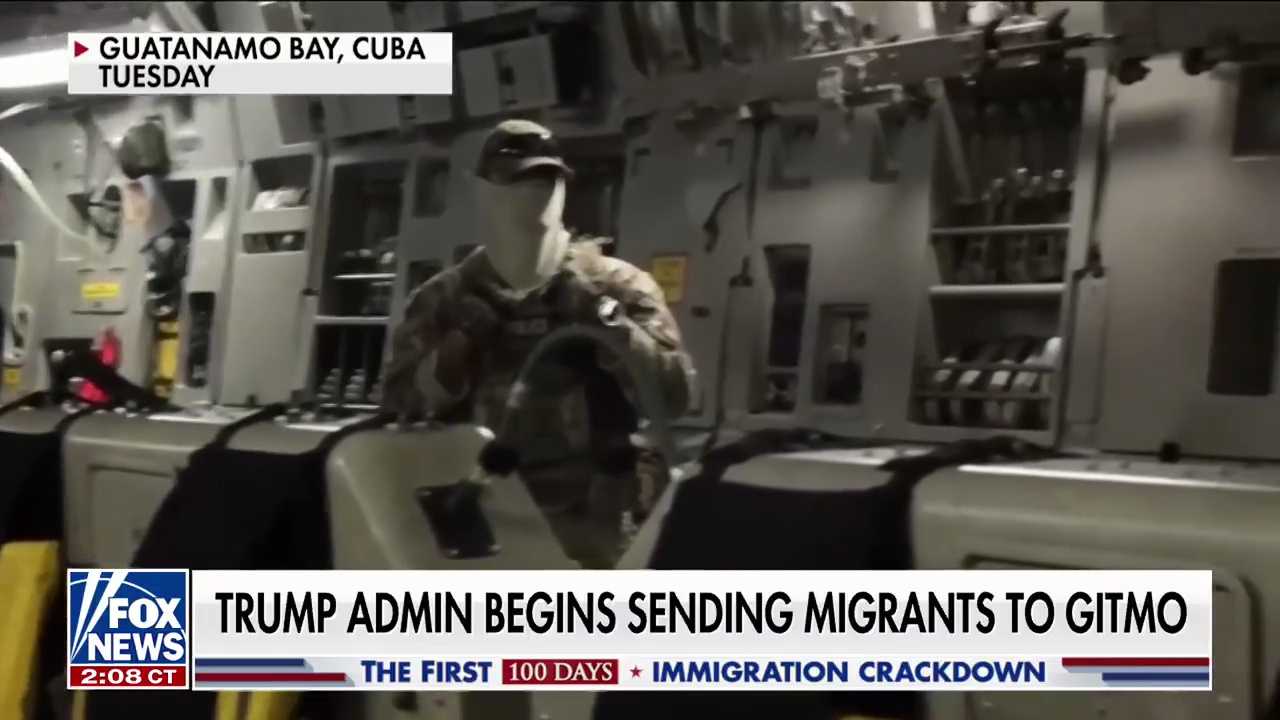 GUATANAMO BAY, CUBA
TUESDAY
FOX
NEWS
2:08 CT
TRUMP ADMIN BEGINS SENDING MIGRANTS TO GITMO
THE FIRST 100 DAYS ★ IMMIGRATION CRACKDOWN